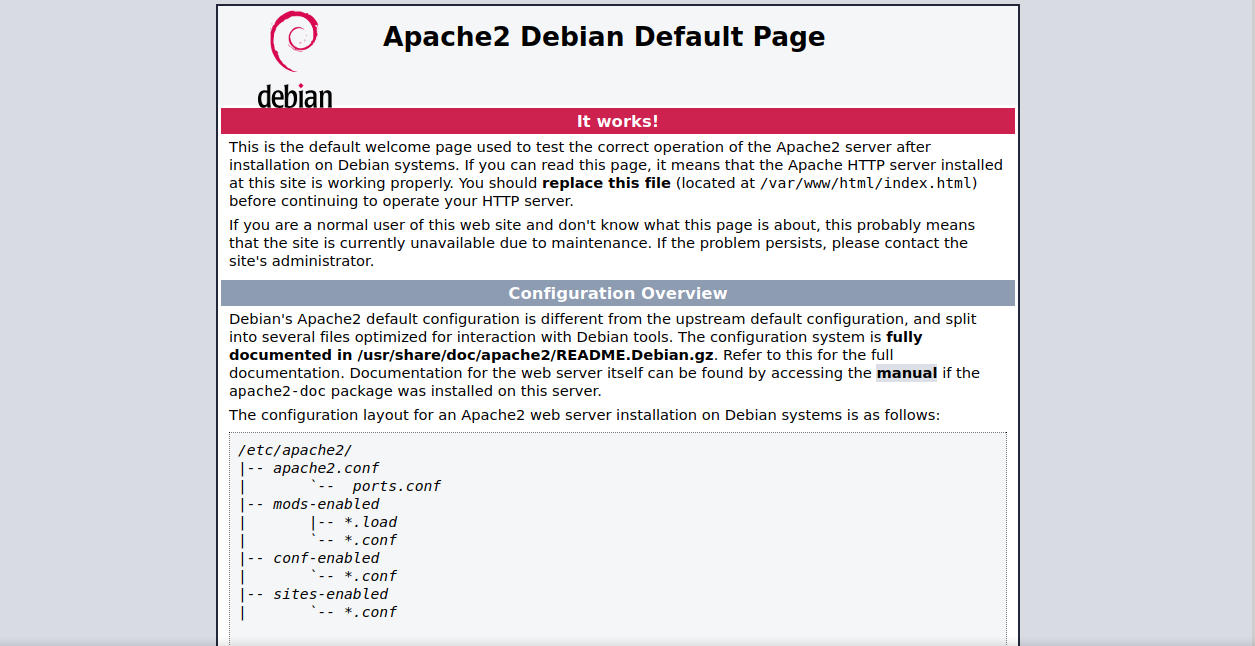 debian
Apache2 Debian Default Page
It works!
This is the default welcome page used to test the correct operation of the Apache2 server after
installation on Debian systems. If you can read this page, it means that the Apache HTTP server installed
at this site is working properly. You should replace this file (located at /var/www/html/index.html)
before continuing to operate your HTTP server.
If you are a normal user of this web site and don't know what this page is about, this probably means
that the site is currently unavailable due to maintenance. If the problem persists, please contact the
site's administrator.
Configuration Overview
Debian's Apache2 default configuration is different from the upstream default configuration, and split
into several files optimized for interaction with Debian tools. The configuration system is fully
documented in /usr/share/doc/apache2/README.Debian.gz. Refer to this for the full
documentation. Documentation for the web server itself can be found by accessing the manual if the
apache2-doc package was installed on this server.
The configuration layout for an Apache2 web server installation on Debian systems is as follows:
/etc/apache2/
|-- apache2.conf
|       `--  ports.conf
|-- mods-enabled
|       |-- *.load
|       `-- *.conf
|-- conf-enabled
|       `-- *.conf
|-- sites-enabled
|       `-- *.conf